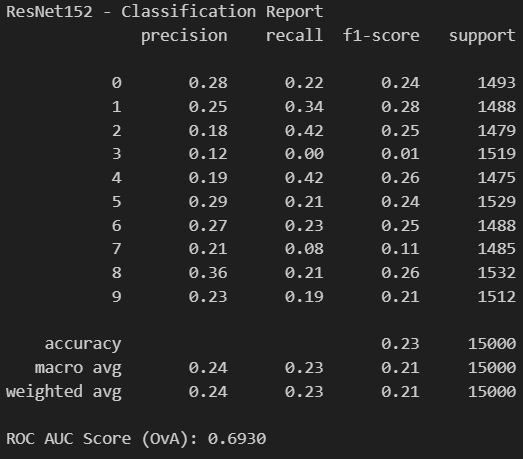 ResNet152 - Classification Report
precision recall f1-score support
0 0.28 0.22 0.24 1493
1 0.25 0.34 0.28 1488
2 0.18 0.42 0.25 1479
3 0.12 0.00 0.01 1519
4 0.19 0.42 0.26 1475
5 0.29 0.21 0.24 1529
6 0.27 0.23 0.25 1488
7 0.21 0.08 0.11 1485
8 0.36 0.21 0.26 1532
9 0.23 0.19 0.21 1512
accuracy 0.23 15000
macro avg 0.24 0.23 0.21 15000
weighted avg 0.24 0.23 0.21 15000
ROC AUC Score (OvA): 0.6930